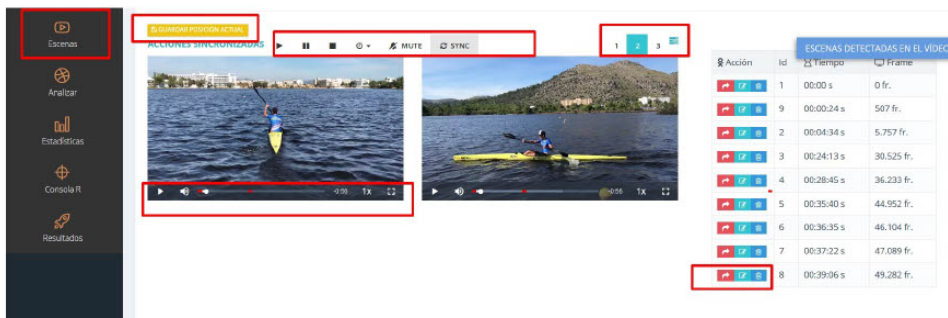 Escenas
Analizar
Estadísticas
Consola R
Resultados
GUARDAR POSICIÓN ACTUAL
ACCIONES SINCRONIZADAS
MUTE
SYNC
1 2 3
-0:56 1x
-0:56 1x
ESCENAS DETECTADAS EN EL VÍDEO
Acción Id Tiempo Frame
1 00:00 s 0 fr.
9 00:00:24 s 507 fr.
2 00:04:34 s 5.757 fr.
3 00:24:13 s 30.525 fr.
4 00:28:45 s 36.233 fr.
5 00:35:40 s 44.952 fr.
6 00:36:35 s 46.104 fr.
7 00:37:22 s 47.089 fr.
8 00:39:06 s 49.282 fr.